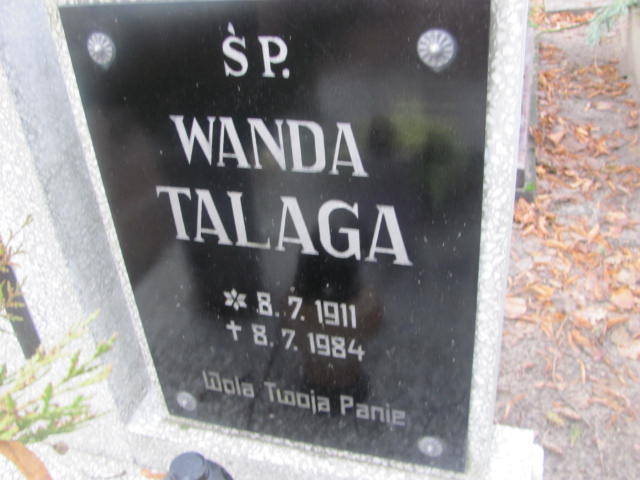 ŚP.
WANDA
TALAGA
* 8.7.1911
✝ 8.7.1984
Wola Twoja Panie